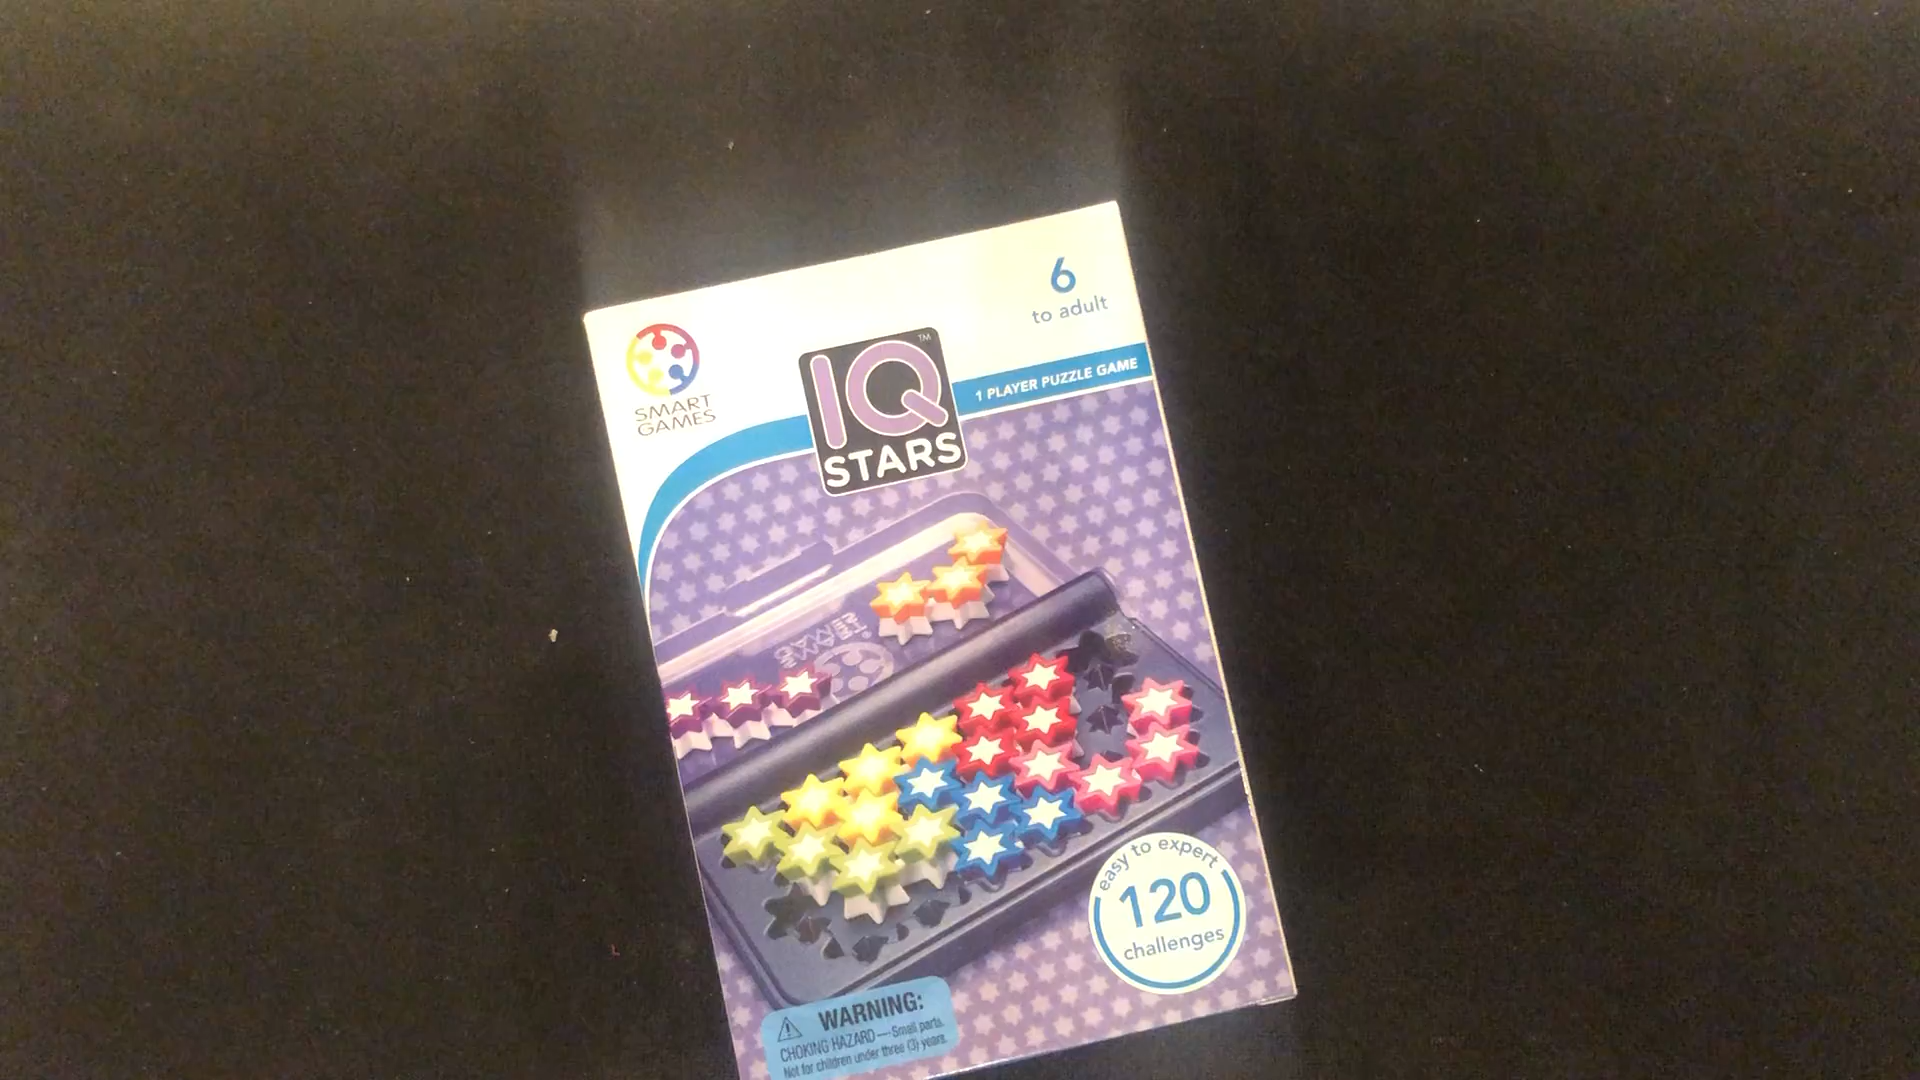 6
to adult
SMART
GAMES
IQ™
STARS
1 PLAYER PUZZLE GAME
easy to expert
120
challenges
WARNING:
CHOKING HAZARD — Small parts.
Not for children under three (3) years.